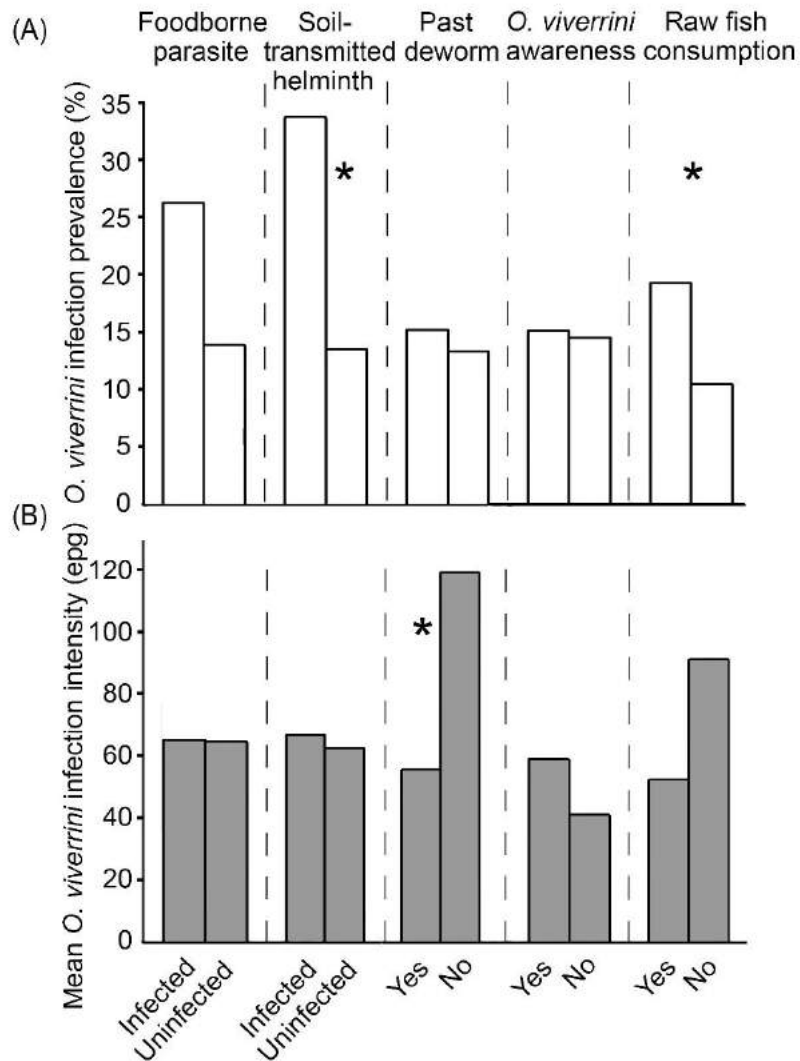 (A)
Foodborne
parasite
Soil-
transmitted
helminth
Past
deworm
O. viverrini
awareness
Raw fish
consumption
O. viverrini infection prevalence (%)
35
30
25
20
15
10
5
0
*
*
(B)
Mean O. viverrini infection intensity (epg)
120
100
80
60
40
20
0
*
Infected
Uninfected
Infected
Uninfected
Yes
No
Yes
No
Yes
No